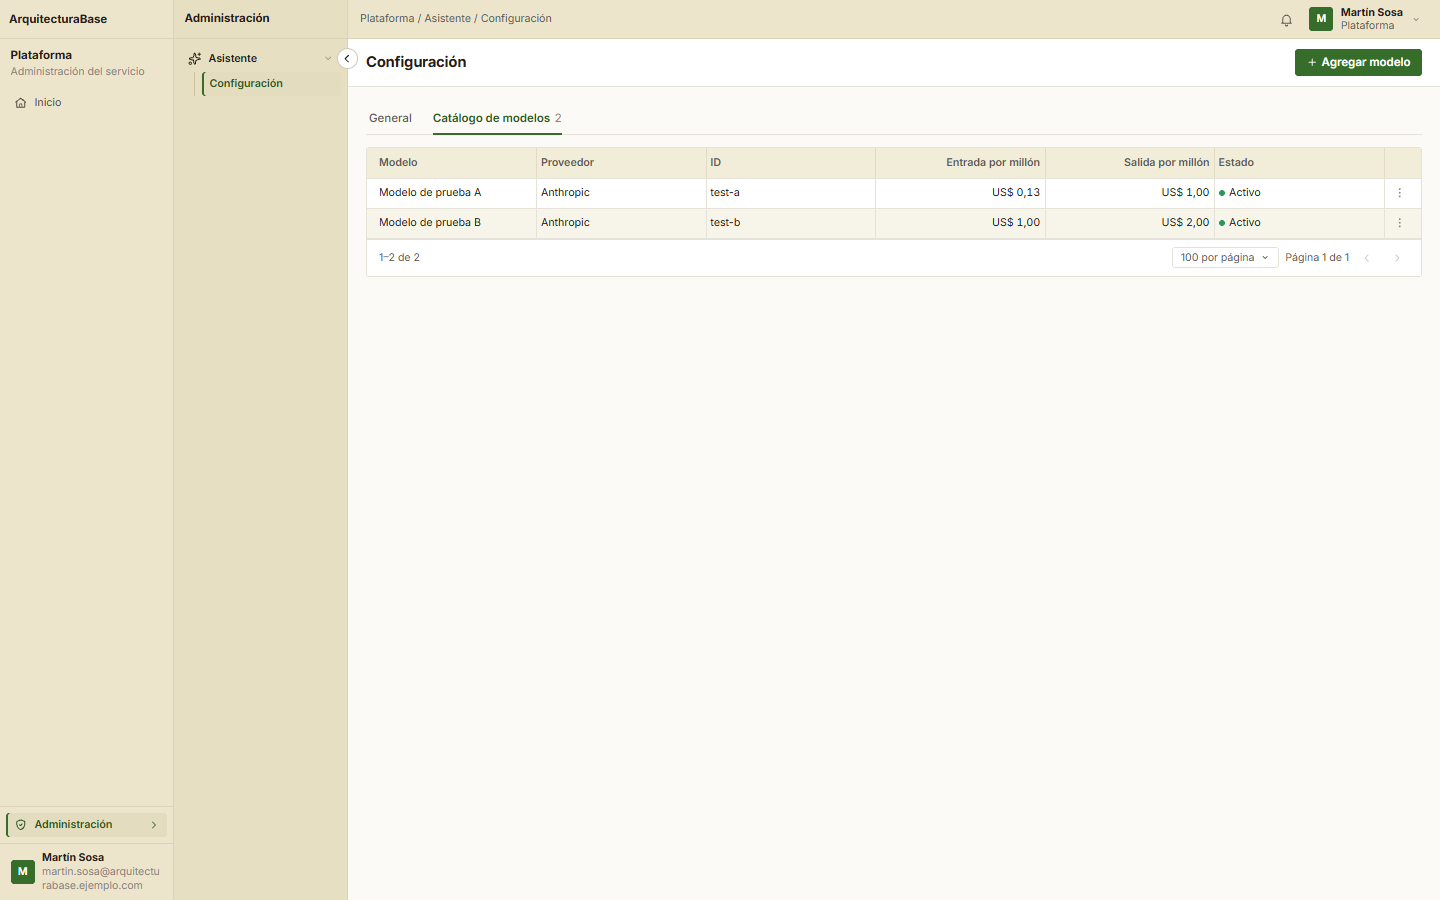 ArquitecturaBase
Plataforma
Administración del servicio
Inicio
Administración
Martín Sosa
M
martin.sosa@arquitectu
rabase.ejemplo.com
Administración
Asistente
Configuración
Plataforma / Asistente / Configuración
M
Martín Sosa
Plataforma
Configuración
+ Agregar modelo
General
Catálogo de modelos 2
Modelo Proveedor ID Entrada por millón Salida por millón Estado
Modelo de prueba A Anthropic test-a US$ 0,13 US$ 1,00 Activo
Modelo de prueba B Anthropic test-b US$ 1,00 US$ 2,00 Activo
1–2 de 2
100 por página
Página 1 de 1